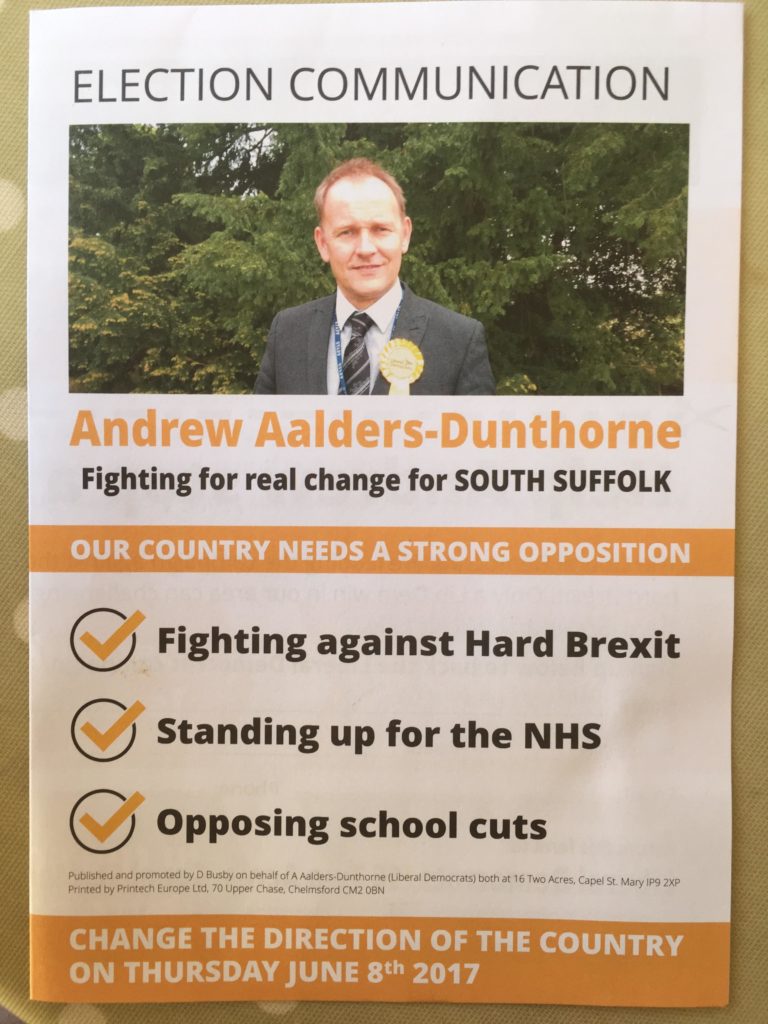 ELECTION COMMUNICATION
Andrew Aalders-Dunthorne
Fighting for real change for SOUTH SUFFOLK
OUR COUNTRY NEEDS A STRONG OPPOSITION
Fighting against Hard Brexit
Standing up for the NHS
Opposing school cuts
Published and promoted by D Busby on behalf of A Aalders-Dunthorne (Liberal Democrats) both at 16 Two Acres, Capel St. Mary IP9 2XP
Printed by Printech Europe Ltd, 70 Upper Chase, Chelmsford CM2 0BN
CHANGE THE DIRECTION OF THE COUNTRY
ON THURSDAY JUNE 8th 2017